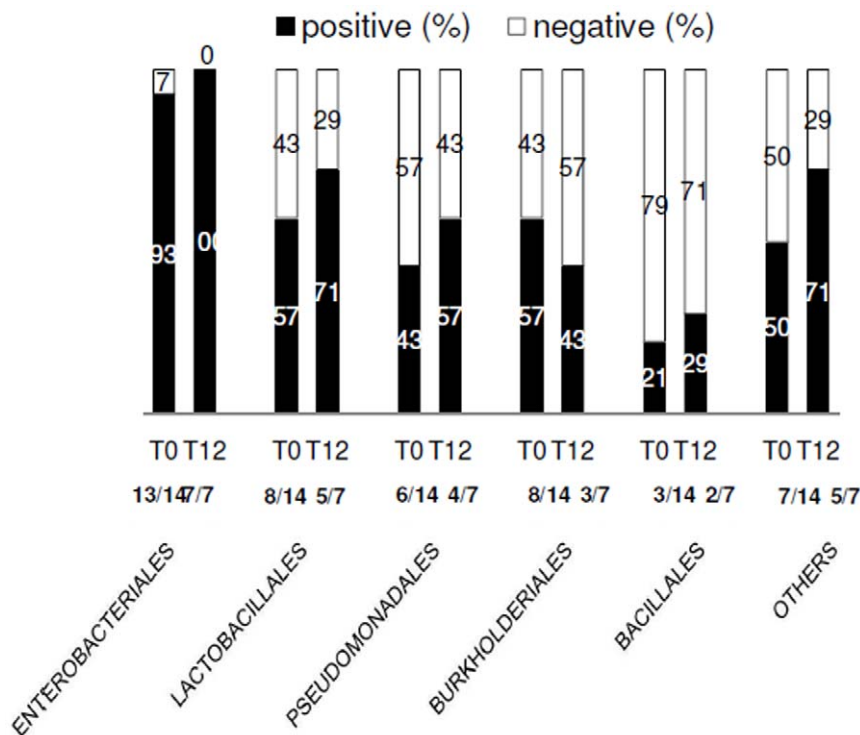 positive (%) negative (%)
0
7 43 29 57 43 43 57 79 71 50 29
93 00 57 71 43 57 57 43 21 29 50 71
T0 T12 T0 T12 T0 T12 T0 T12 T0 T12 T0 T12
13/14 7/7 8/14 5/7 6/14 4/7 8/14 3/7 3/14 2/7 7/14 5/7
ENTEROBACTERIALES
LACTOBACILLALES
PSEUDOMONADALES
BURKHOLDERIALES
BACILLALES
OTHERS